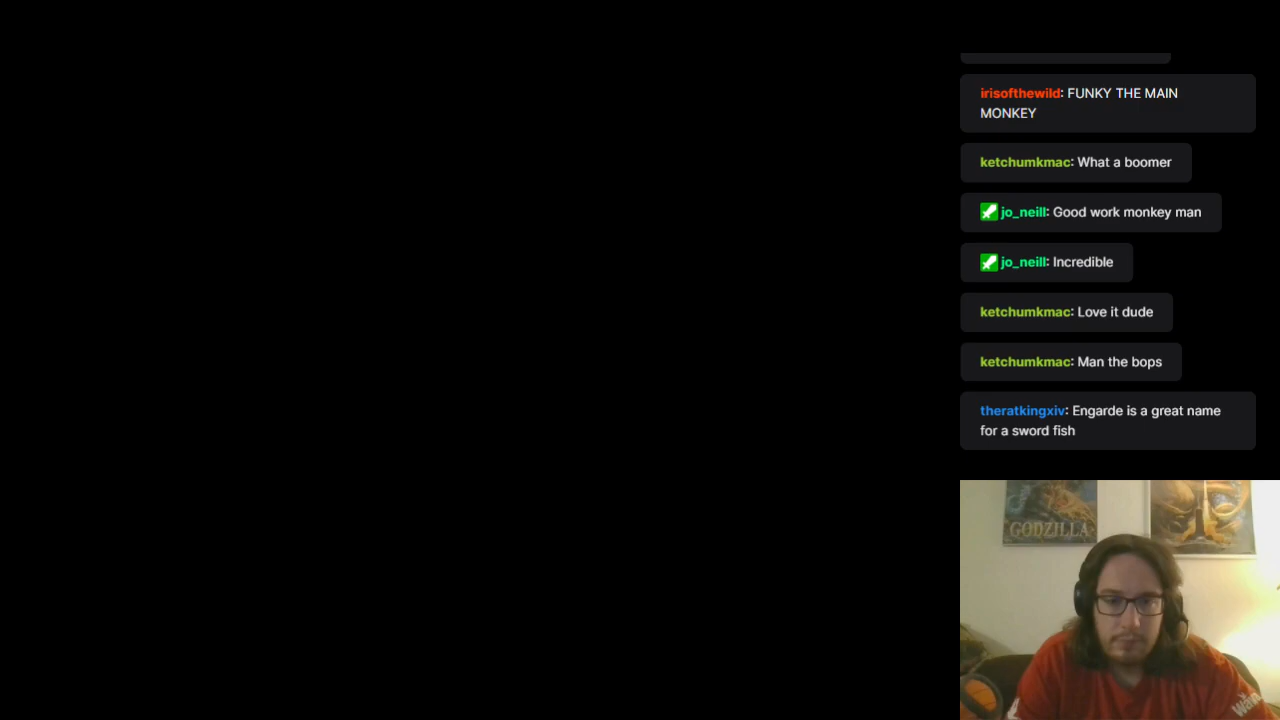 irisofthewild: FUNKY THE MAIN
MONKEY
ketchumkmac: What a boomer
jo_neill: Good work monkey man
jo_neill: Incredible
ketchumkmac: Love it dude
ketchumkmac: Man the bops
theratkingxiv: Engarde is a great name
for a sword fish
GODZILLA